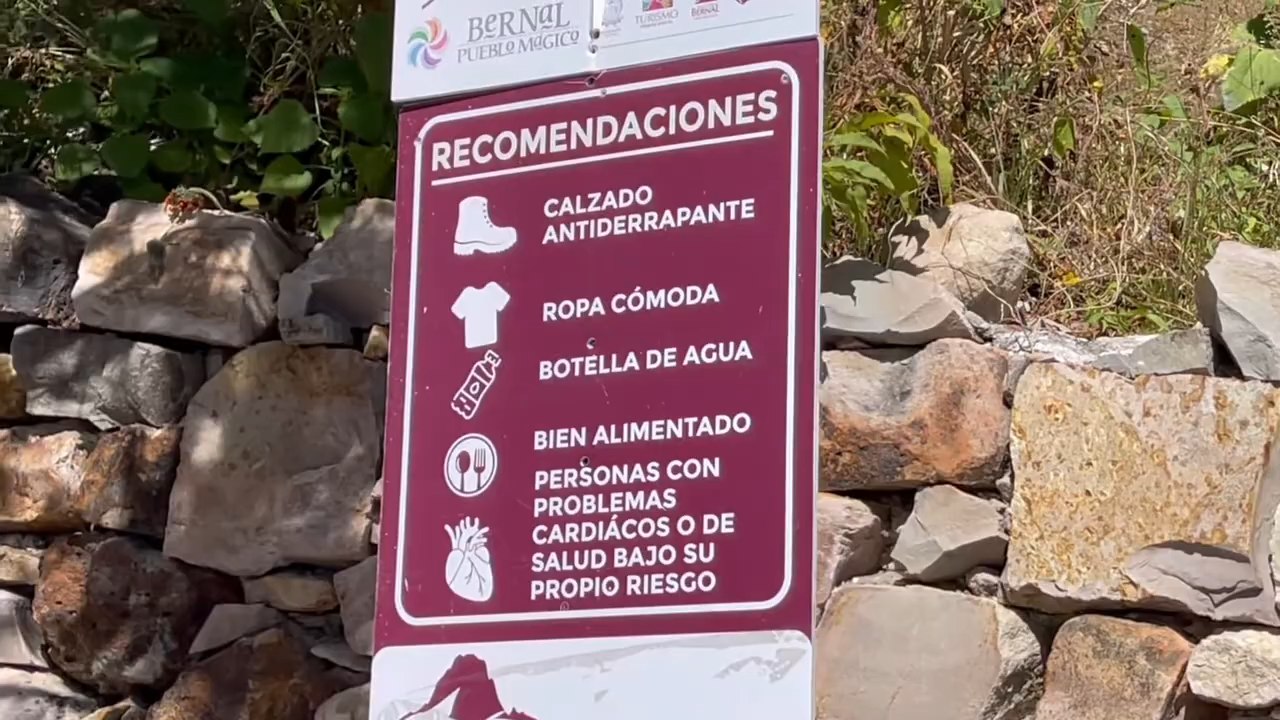 BERNAL
PUEBLO MÁGICO
TURISMO
BERNAL
RECOMENDACIONES
CALZADO
ANTIDERRAPANTE
ROPA CÓMODA
BOTELLA DE AGUA
BIEN ALIMENTADO
PERSONAS CON
PROBLEMAS
CARDIÁCOS O DE
SALUD BAJO SU
PROPIO RIESGO